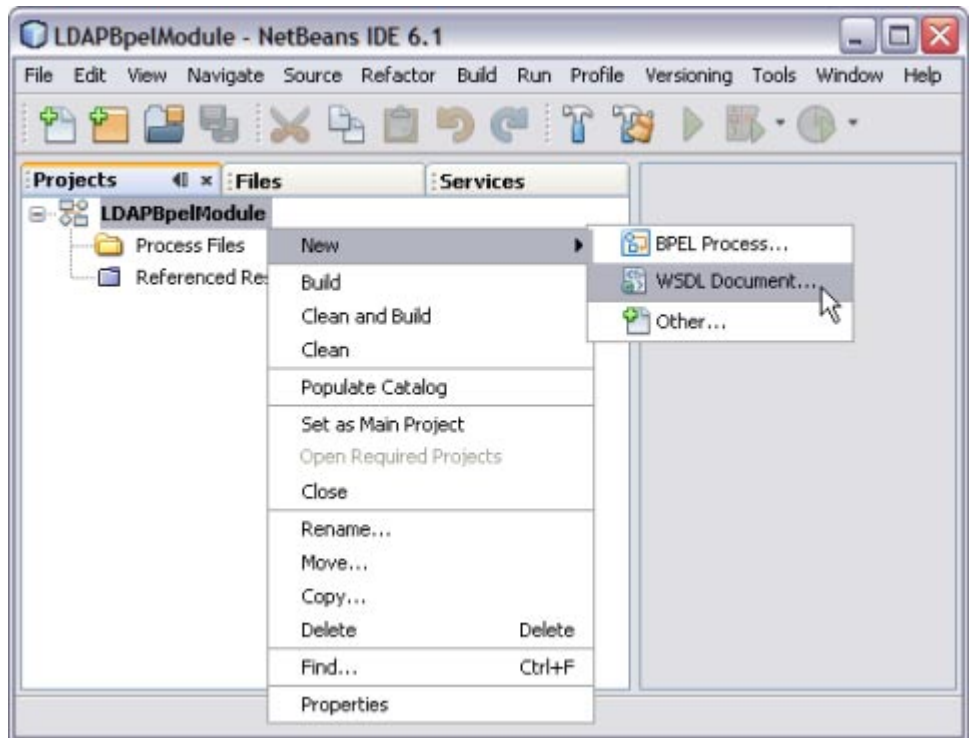 LDAPBpelModule - NetBeans IDE 6.1
File Edit View Navigate Source Refactor Build Run Profile Versioning Tools Window Help
Projects Files Services
LDAPBpelModule
Process Files
Referenced Re
New
Build
Clean and Build
Clean
Populate Catalog
Set as Main Project
Open Required Projects
Close
Rename...
Move...
Copy...
Delete Delete
Find... Ctrl+F
Properties
BPEL Process...
WSDL Document...
Other...